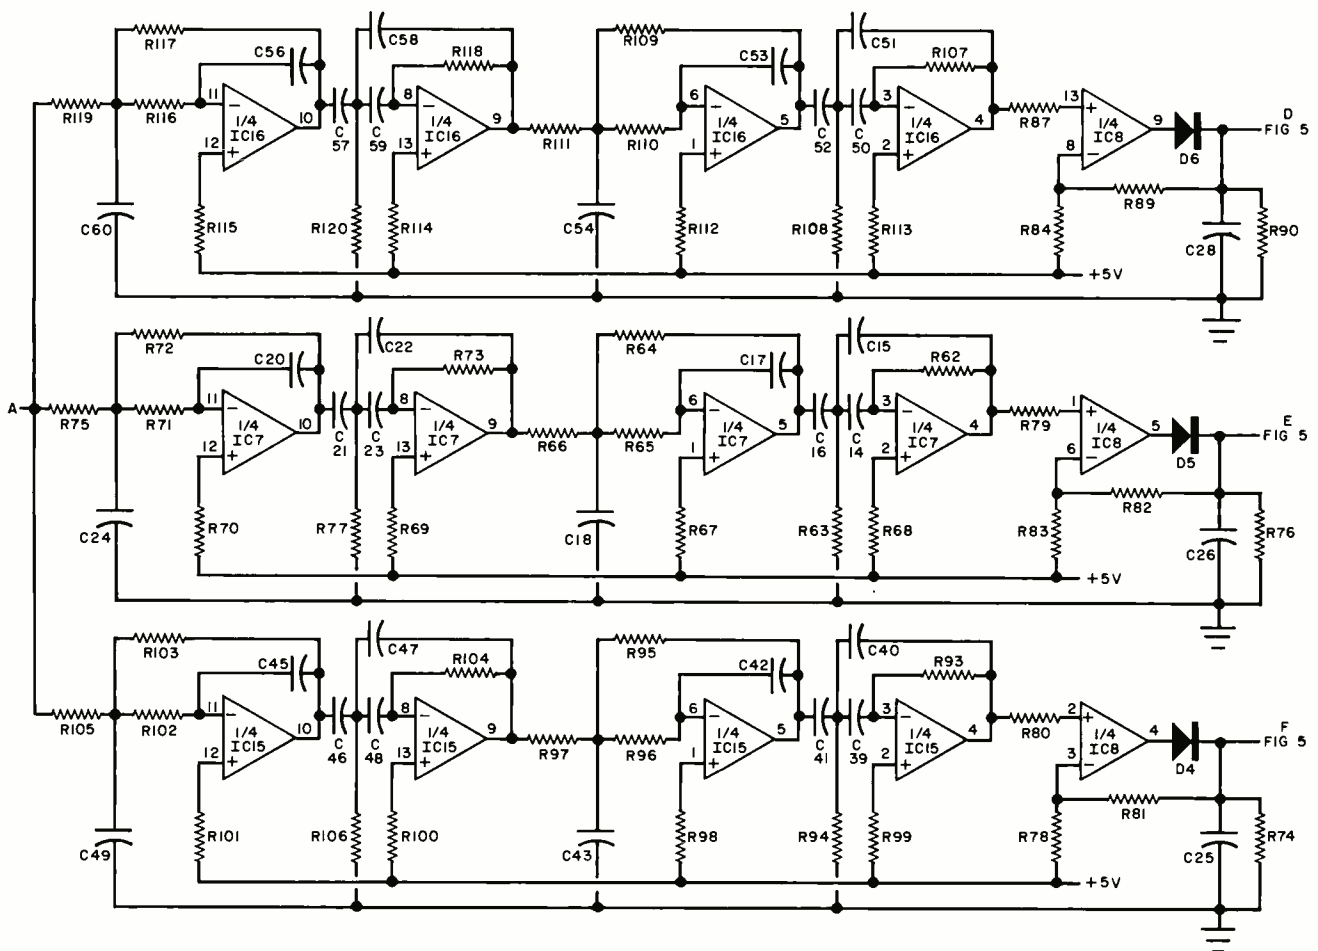 R117
C56
C58
R118
R109
C53
C51
R107
R119
R116
11
−
1/4
IC16
10
12
+
C
57
C
59
8
−
1/4
IC16
9
13
+
R111
R110
6
−
1/4
IC16
5
1
+
C
52
C
50
3
−
1/4
IC16
4
2
+
R87
13
+
1/4
IC8
9
8
−
D6
D
FIG 5
R89
C60
R115
R120
R114
C54
R112
R108
R113
R84
C28
R90
+5V
R72
C20
C22
R73
R64
C17
C15
R62
A
R75
R71
11
−
1/4
IC7
10
12
+
C
21
C
23
8
−
1/4
IC7
9
13
+
R66
R65
6
−
1/4
IC7
5
1
+
C
16
C
14
3
−
1/4
IC7
4
2
+
R79
1
+
1/4
IC8
5
6
−
D5
E
FIG 5
R82
C24
R70
R77
R69
C18
R67
R63
R68
R83
C26
R76
+5V
R103
C45
C47
R104
R95
C42
C40
R93
R105
R102
11
−
1/4
IC15
10
12
+
C
46
C
48
8
−
1/4
IC15
9
13
+
R97
R96
6
−
1/4
IC15
5
1
+
C
41
C
39
3
−
1/4
IC15
4
2
+
R80
2
+
1/4
IC8
4
3
−
D4
F
FIG 5
R81
C49
R101
R106
R100
C43
R98
R94
R99
R78
C25
R74
+5V